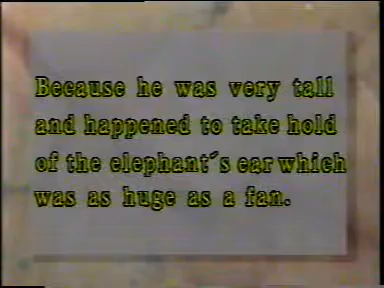 Because he was very tall
and happened to take hold
of the elephant´s ear which
was as huge as a fan.